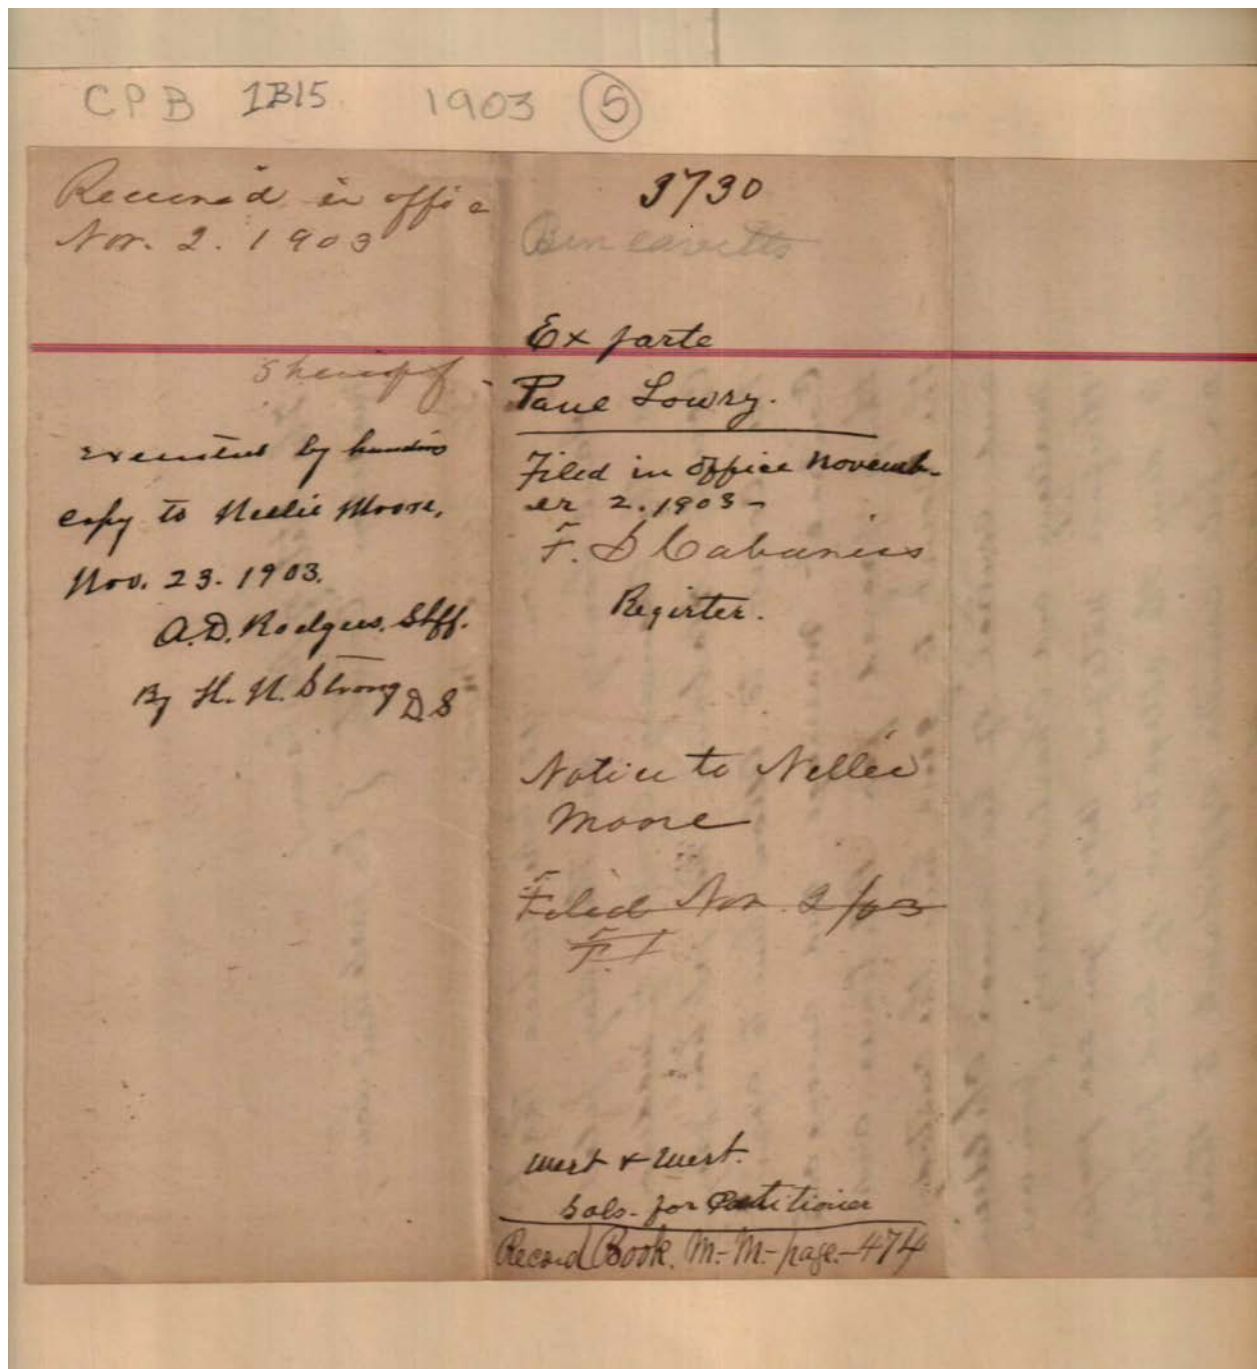 CPB 1B15 1903 5
Received in office
Nov. 2. 1903
Sheriff
executed by handing
copy to Nellie Moore,
Nov. 23. 1903.
A.D. Rodgers, Shff.
By H. N. Strong D.S
3730
Ex parte
Paul Lowry.
Filed in office Novemb-
er 2. 1903 -
F. D Cabaniss
Register.
Notice to Nellie
Moore
Filed Nov. 2/03
F.
Wert & Wert.
Sols. for Petitioner
Record Book. M.-M.- page.- 474